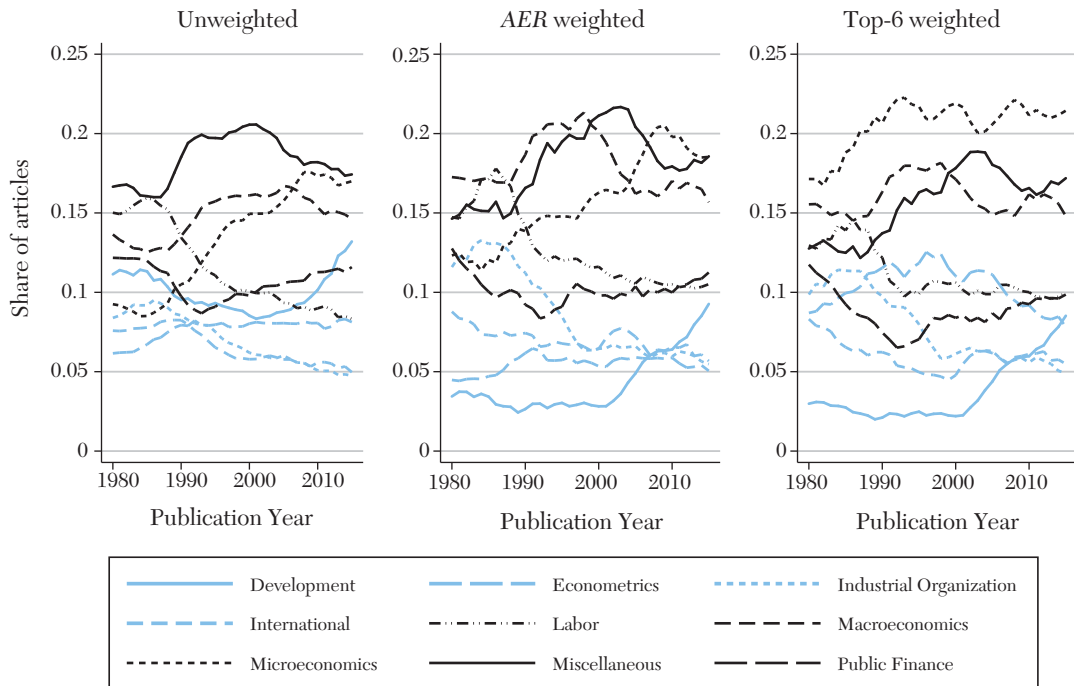 Unweighted
AER weighted
Top-6 weighted
Share of articles
0.25
0.2
0.15
0.1
0.05
0
1980 1990 2000 2010
Publication Year
0.25
0.2
0.15
0.1
0.05
0
1980 1990 2000 2010
Publication Year
0.25
0.2
0.15
0.1
0.05
0
1980 1990 2000 2010
Publication Year
Development Econometrics Industrial Organization
International Labor Macroeconomics
Microeconomics Miscellaneous Public Finance